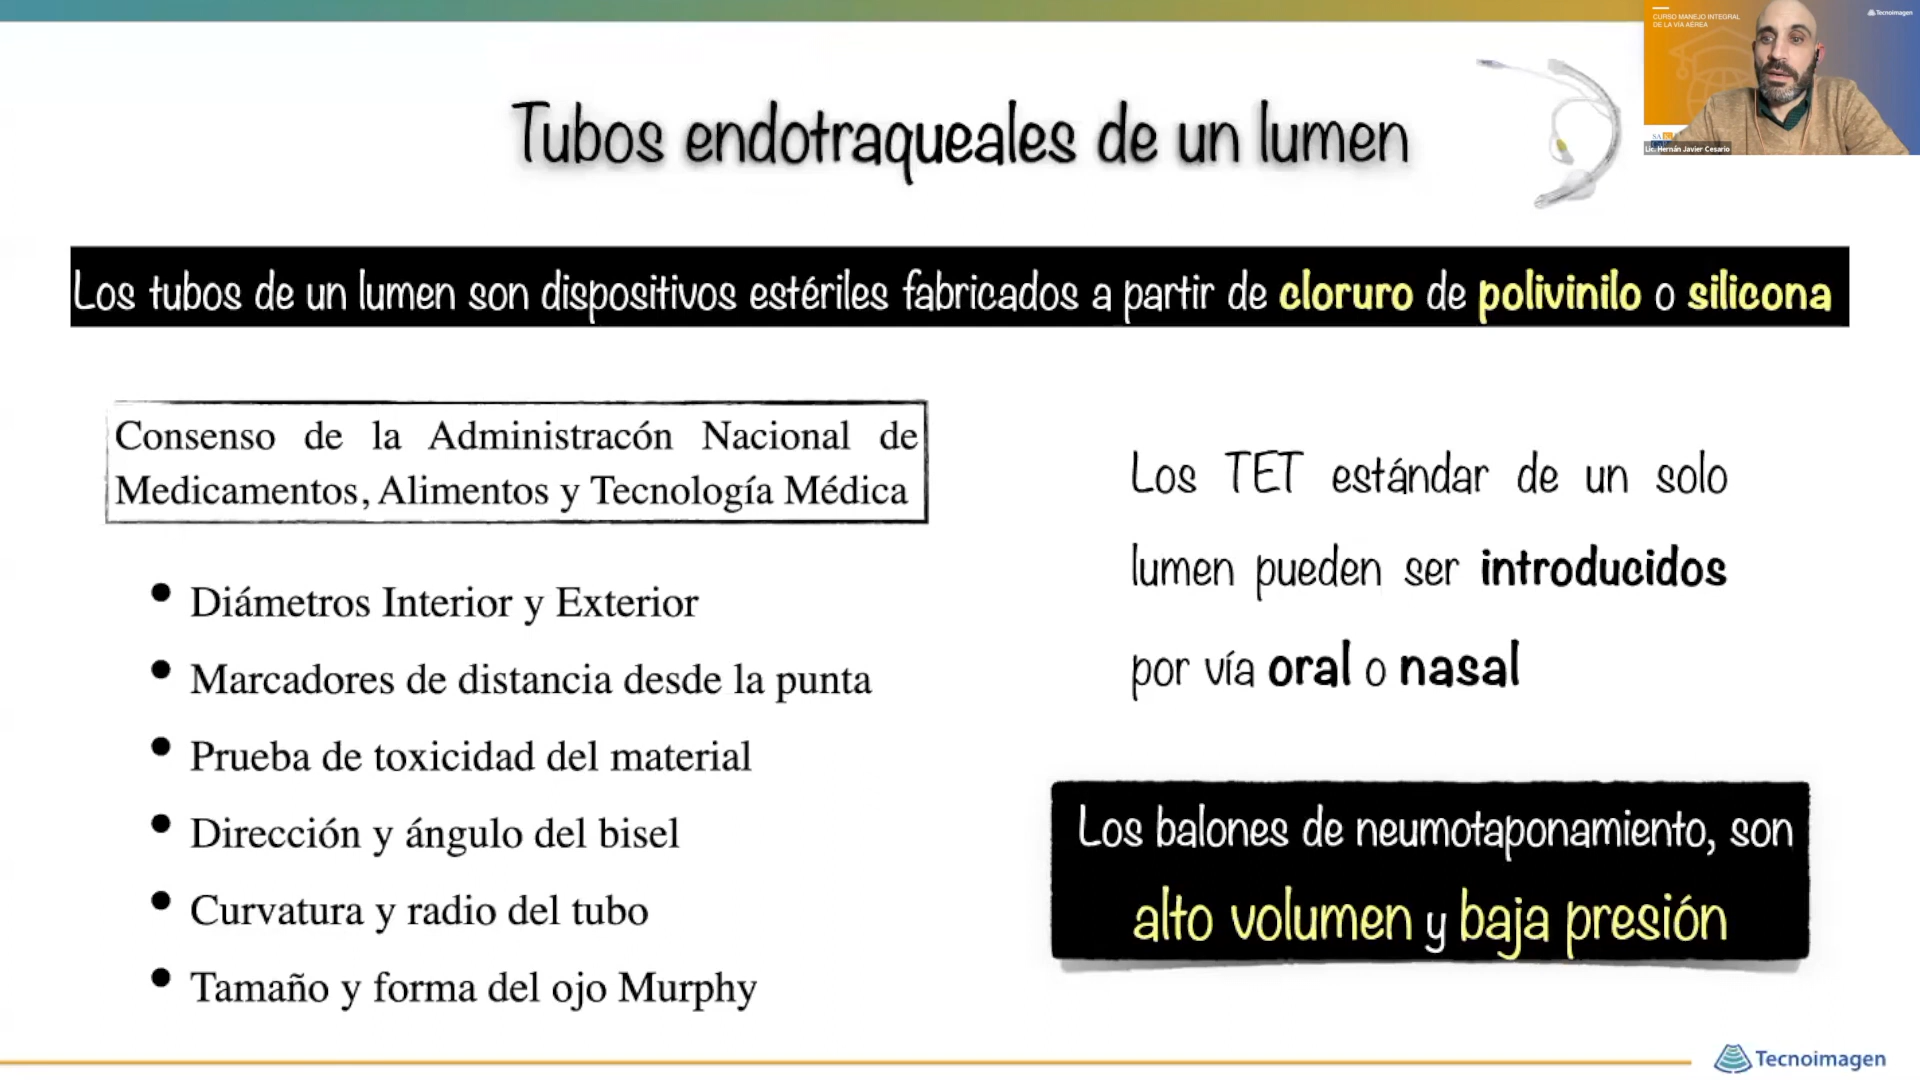 CURSO MANEJO INTEGRAL
DE LA VÍA AÉREA
Tecnoimagen
Lic. Hernán Javier Cesario
Tubos endotraqueales de un lumen
Los tubos de un lumen son dispositivos estériles fabricados a partir de cloruro de polivinilo o silicona
Consenso de la Administracón Nacional de
Medicamentos, Alimentos y Tecnología Médica
• Diámetros Interior y Exterior
• Marcadores de distancia desde la punta
• Prueba de toxicidad del material
• Dirección y ángulo del bisel
• Curvatura y radio del tubo
• Tamaño y forma del ojo Murphy
Los TET estándar de un solo
lumen pueden ser introducidos
por vía oral o nasal
Los balones de neumotaponamiento, son
alto volumen y baja presión
Tecnoimagen